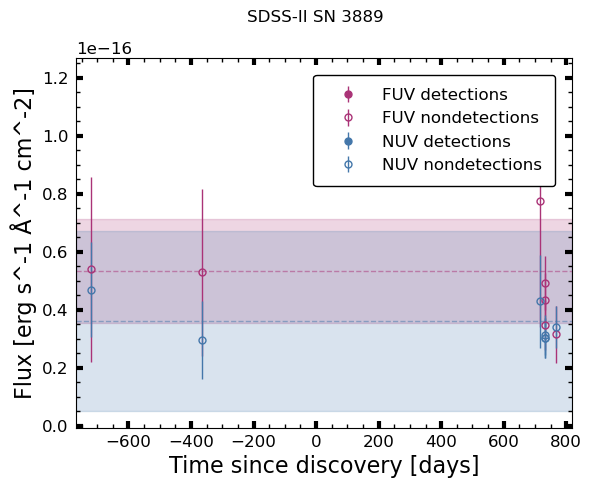 SDSS-II SN 3889
1e−16
FUV detections
FUV nondetections
NUV detections
NUV nondetections
1.2
1.0
0.8
0.6
0.4
0.2
0.0
Flux [erg s^-1 Å^-1 cm^-2]
−600 −400 −200 0 200 400 600 800
Time since discovery [days]